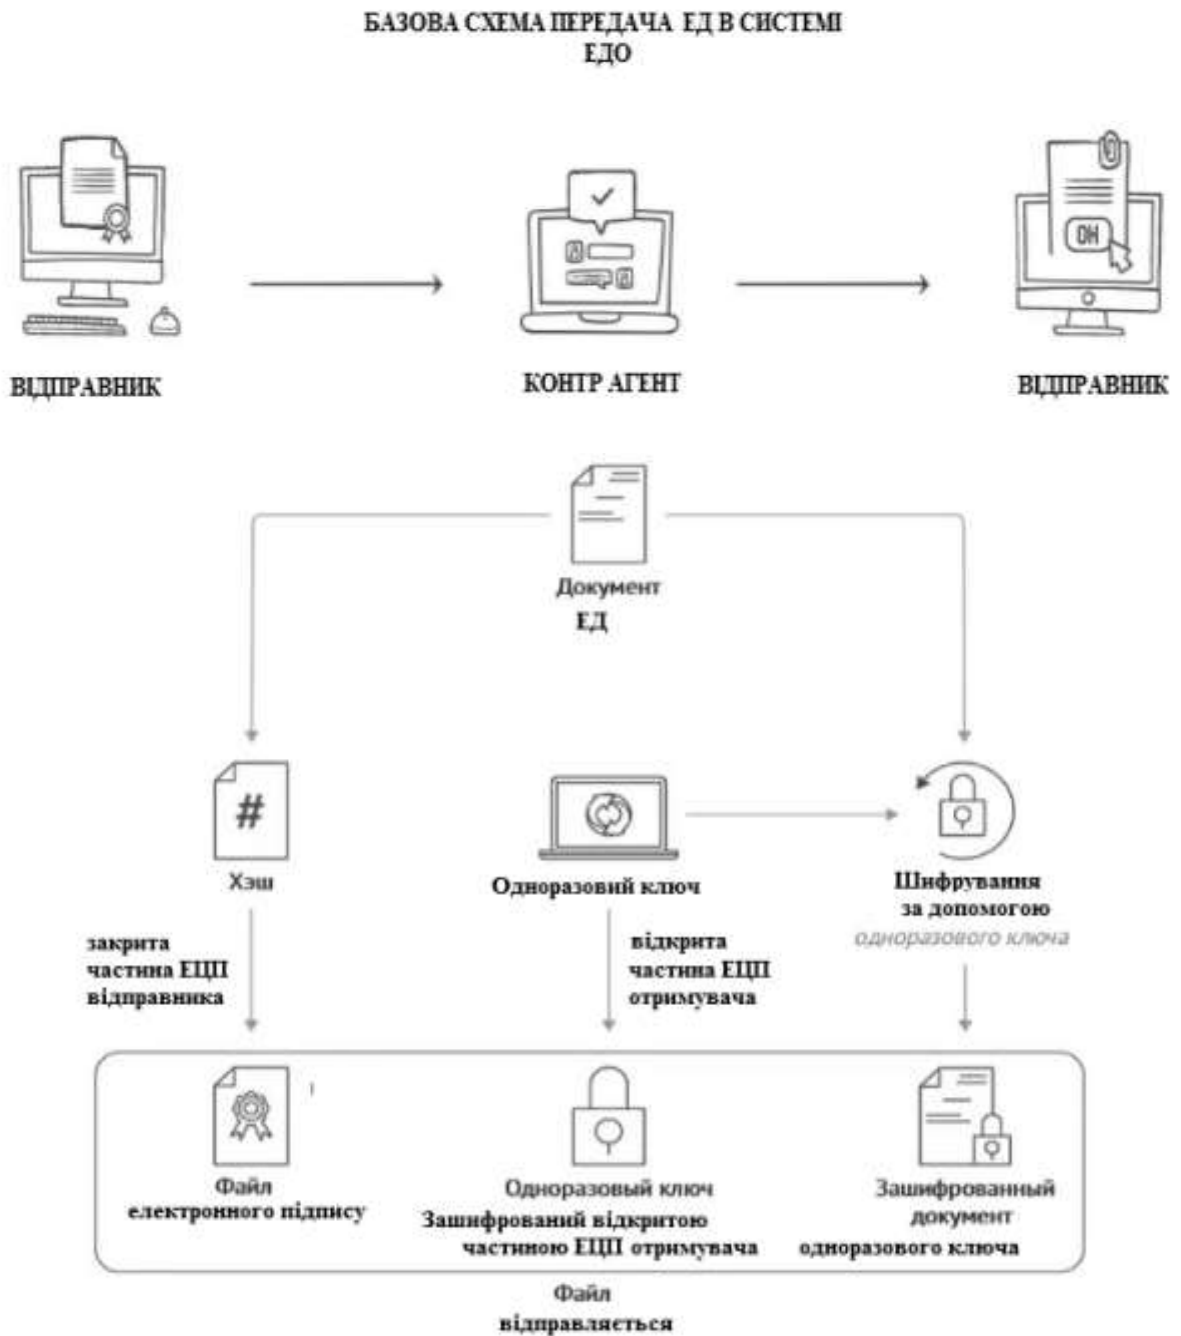 БАЗОВА СХЕМА ПЕРЕДАЧА ЕД В СИСТЕМІ
ЕДО
ОН
ВІДПРАВНИК
КОНТР АГЕНТ
ВІДПРАВНИК
Документ
ЕД
#
Хэш
Одноразовий ключ
Шифрування
за допомогою
одноразового ключа
закрита
частина ЕЦП
відправника
відкрита
частина ЕЦП
отримувача
Файл
електронного підпису
Одноразовый ключ
Зашифрований відкритою
частиною ЕЦП отримувача
Зашифрованный
документ
одноразового ключа
Файл
відправляється